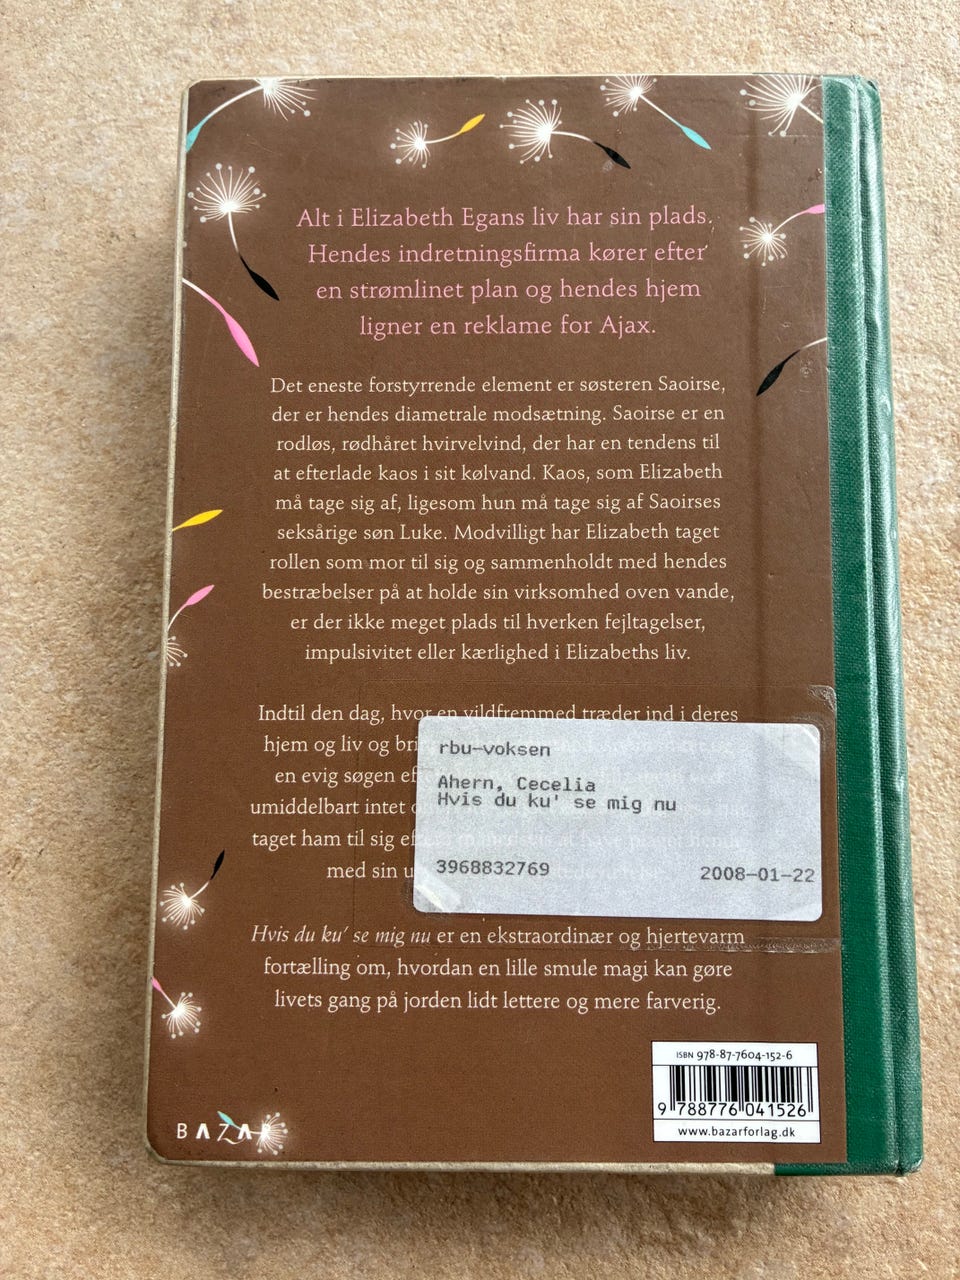 Alt i Elizabeth Egans liv har sin plads.
Hendes indretningsfirma kører efter
en strømlinet plan og hendes hjem
ligner en reklame for Ajax.
Det eneste forstyrrende element er søsteren Saoirse,
der er hendes diametrale modsætning. Saoirse er en
rodløs, rødhåret hvirvelvind, der har en tendens til
at efterlade kaos i sit kølvand. Kaos, som Elizabeth
må tage sig af, ligesom hun må tage sig af Saoirses
seksårige søn Luke. Modvilligt har Elizabeth taget
rollen som mor til sig og sammenholdt med hendes
bestræbelser på at holde sin virksomhed oven vande,
er der ikke meget plads til hverken fejltagelser,
impulsivitet eller kærlighed i Elizabeths liv.
Indtil den dag, hvor en vildfremmed træder ind i deres
hjem og liv og
en evig søgen
umiddelbart intet
taget ham til sig
med sin
rbu-voksen
Ahern, Cecelia
Hvis du ku' se mig nu
3968832769 2008-01-22
Hvis du ku' se mig nu er en ekstraordinær og hjertevarm
fortælling om, hvordan en lille smule magi kan gøre
livets gang på jorden lidt lettere og mere farverig.
ISBN 978-87-7604-152-6
9 788776 041526
www.bazarforlag.dk
BAZAR